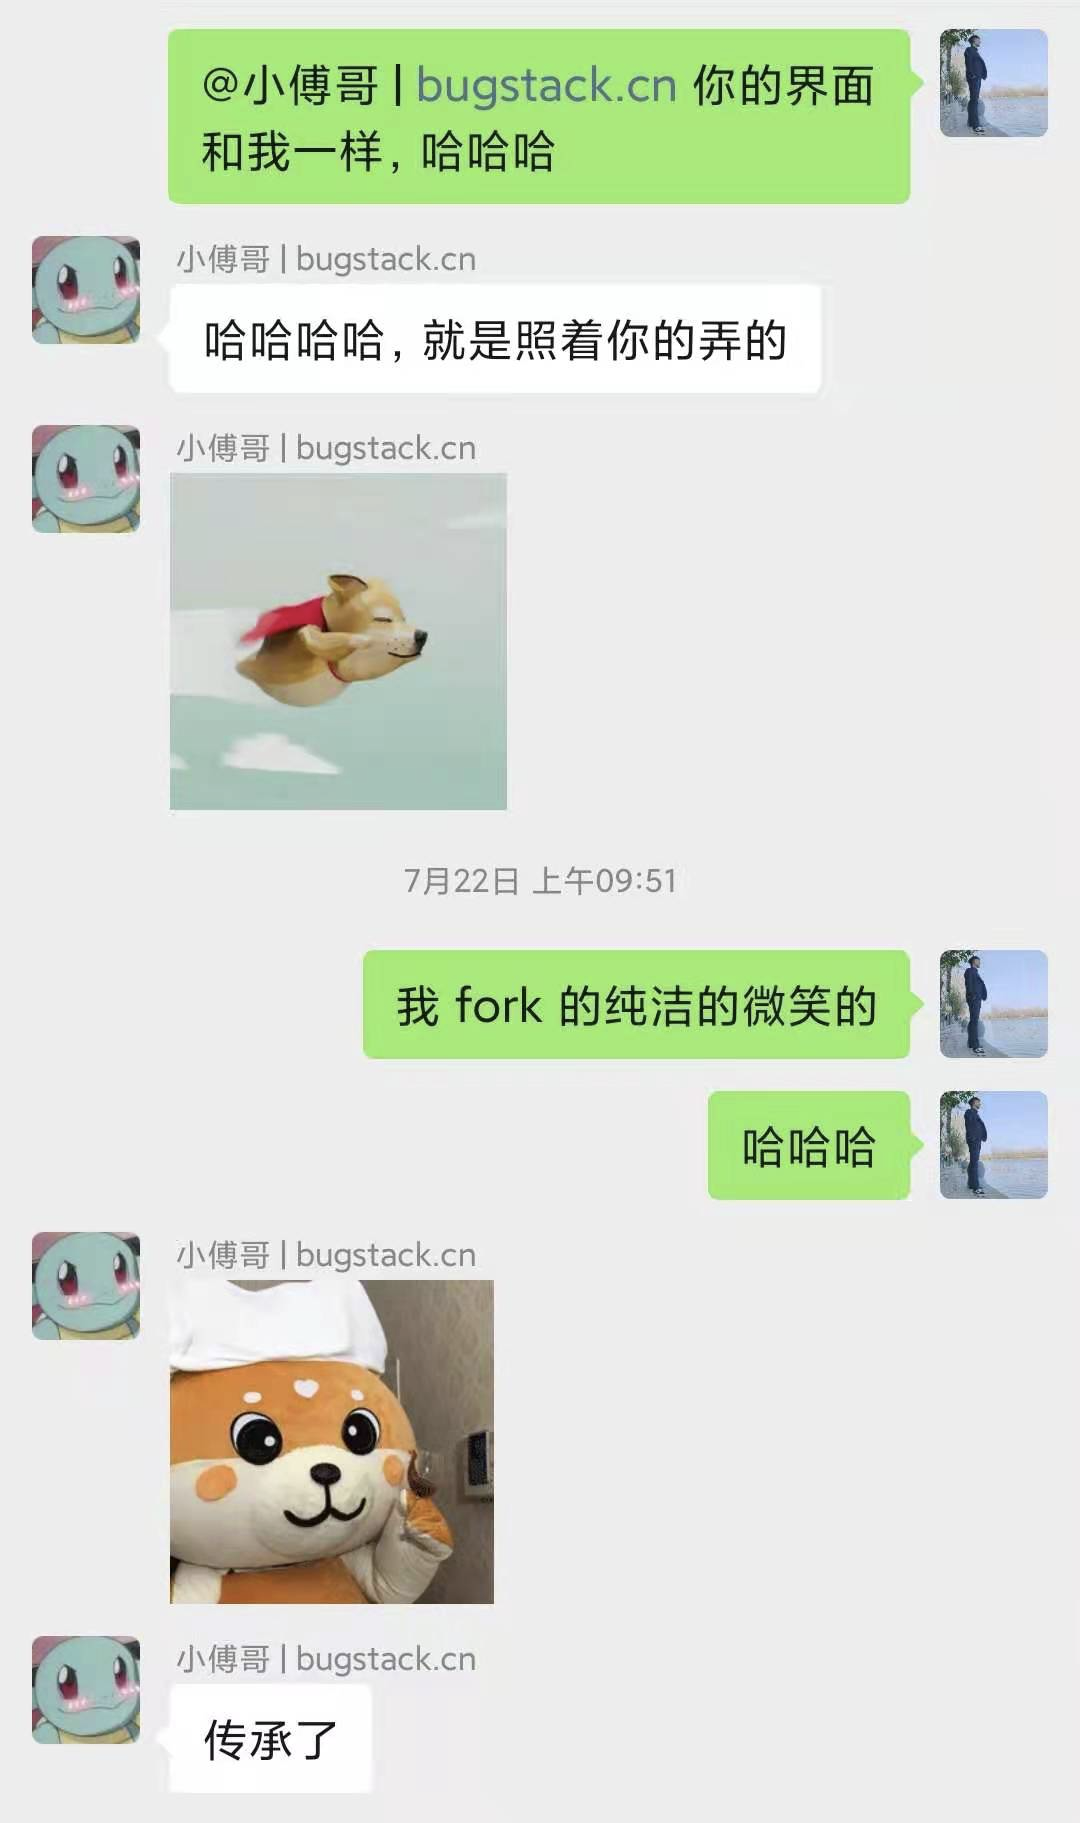 @小傅哥 | bugstack.cn 你的界面
和我一样, 哈哈哈
小傅哥 | bugstack.cn
哈哈哈哈, 就是照着你的弄的
小傅哥 | bugstack.cn
7月22日 上午09:51
我 fork 的纯洁的微笑的
哈哈哈
小傅哥 | bugstack.cn
小傅哥 | bugstack.cn
传承了